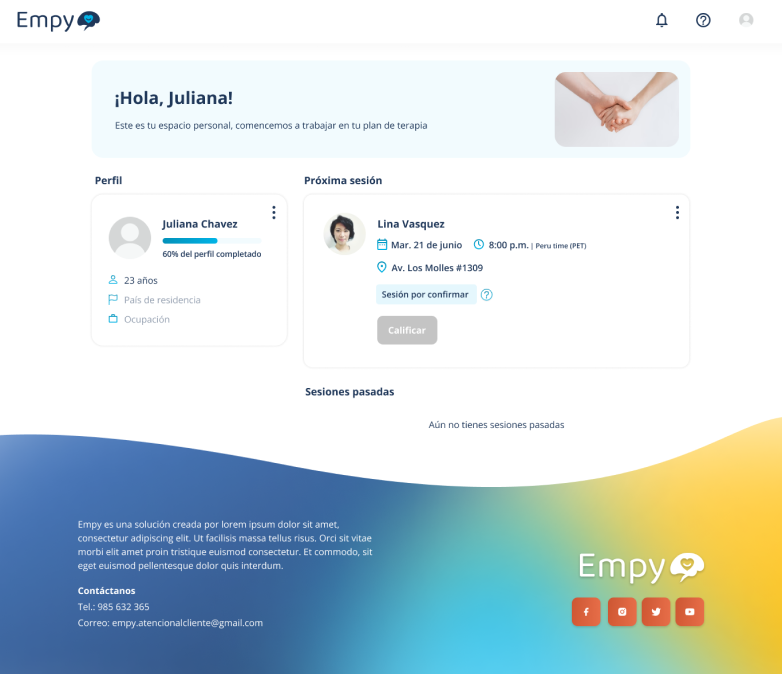 Empy
¡Hola, Juliana!
Este es tu espacio personal, comencemos a trabajar en tu plan de terapia
Perfil
Juliana Chavez
60% del perfil completado
23 años
País de residencia
Ocupación
Próxima sesión
Lina Vasquez
Mar. 21 de junio 8:00 p.m. | Peru time (PET)
Av. Los Molles #1309
Sesión por confirmar
Calificar
Sesiones pasadas
Aún no tienes sesiones pasadas
Empy es una solución creada por lorem ipsum dolor sit amet,
consectetur adipiscing elit. Ut facilisis massa tellus risus. Orci sit vitae
morbi elit amet proin tristique euismod consectetur. Et commodo, sit
eget euismod pellentesque dolor quis interdum.
Contáctanos
Tel.: 985 632 365
Correo: empy.atencionalcliente@gmail.com
Empy